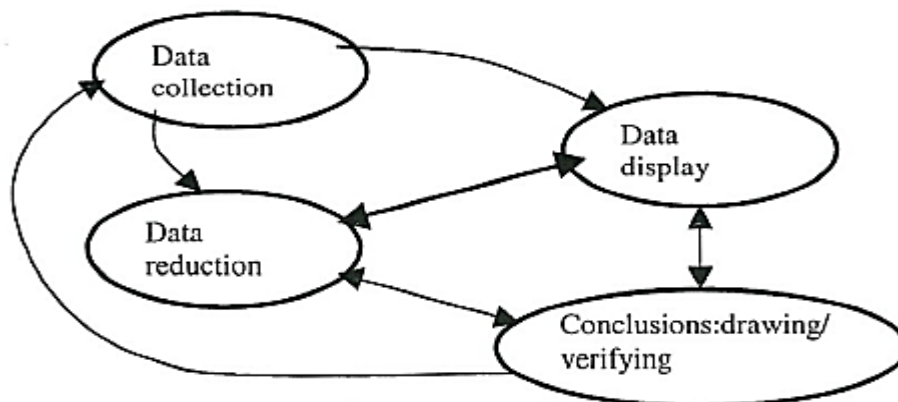 Data
collection
Data
display
Data
reduction
Conclusions:drawing/
verifying